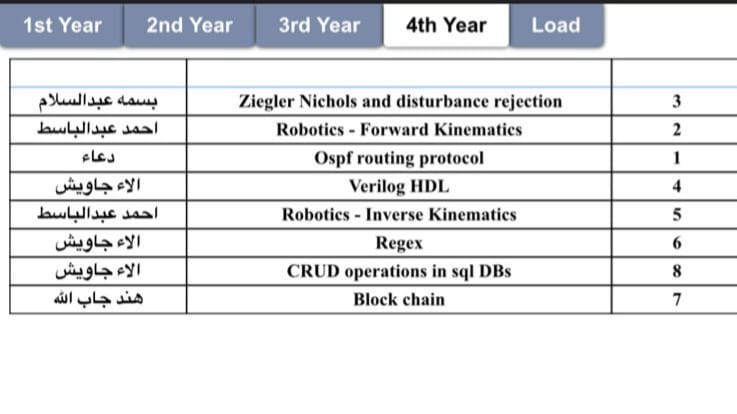 1st Year 2nd Year 3rd Year 4th Year Load
بسمه عبدالسلام Ziegler Nichols and disturbance rejection 3
احمد عبدالباسط Robotics - Forward Kinematics 2
دعاء Ospf routing protocol 1
الاء جاويش Verilog HDL 4
احمد عبدالباسط Robotics - Inverse Kinematics 5
الاء جاويش Regex 6
الاء جاويش CRUD operations in sql DBs 8
هند جاب الله Block chain 7